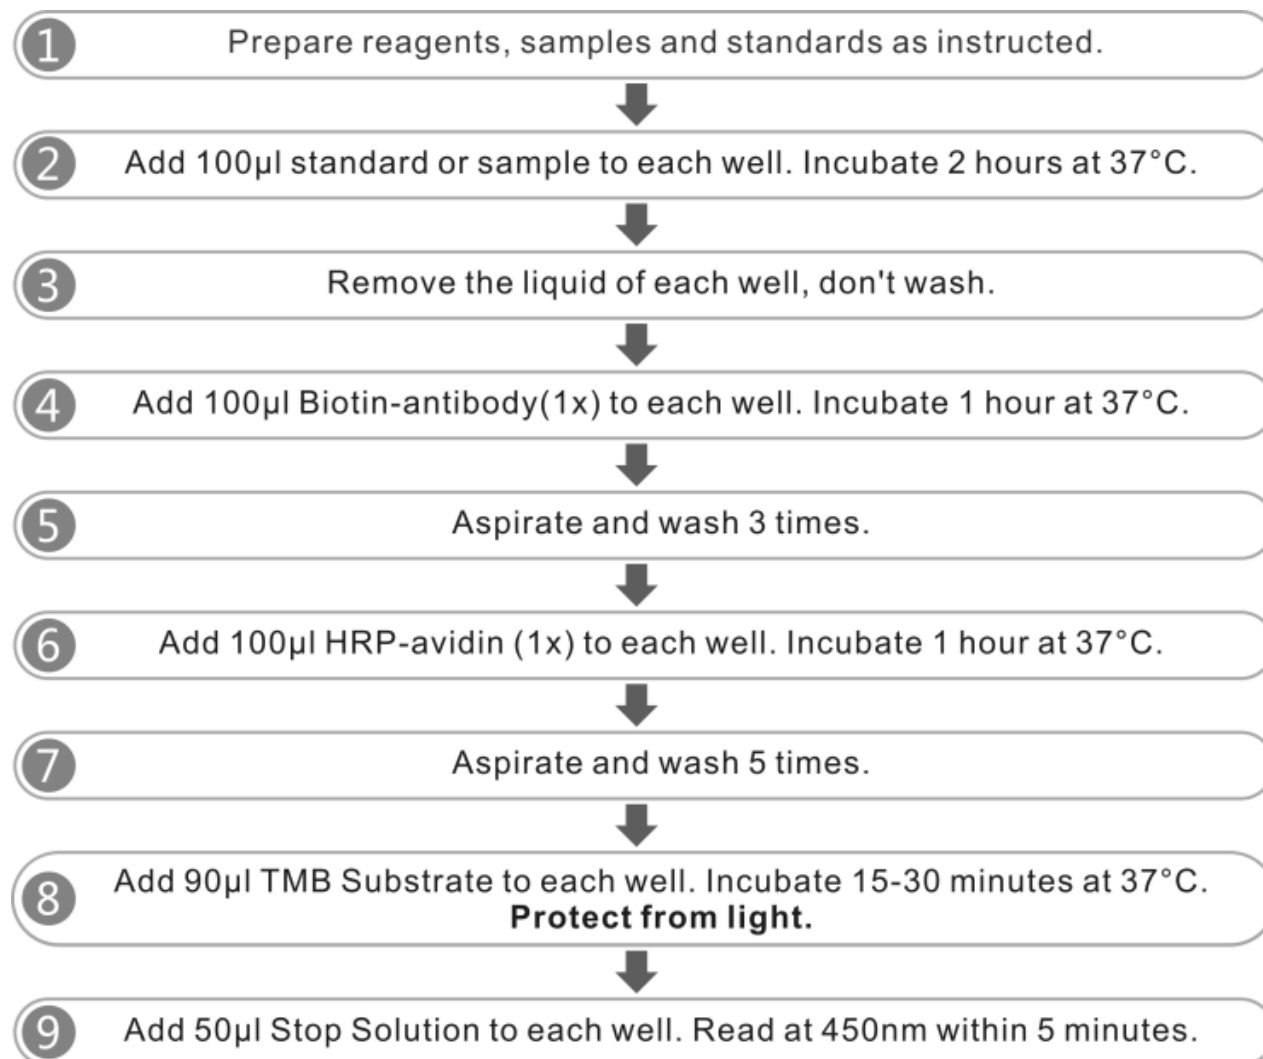 1 Prepare reagents, samples and standards as instructed.
2 Add 100µl standard or sample to each well. Incubate 2 hours at 37°C.
3 Remove the liquid of each well, don't wash.
4 Add 100µl Biotin-antibody(1x) to each well. Incubate 1 hour at 37°C.
5 Aspirate and wash 3 times.
6 Add 100µl HRP-avidin (1x) to each well. Incubate 1 hour at 37°C.
7 Aspirate and wash 5 times.
8 Add 90µl TMB Substrate to each well. Incubate 15-30 minutes at 37°C.
Protect from light.
9 Add 50µl Stop Solution to each well. Read at 450nm within 5 minutes.